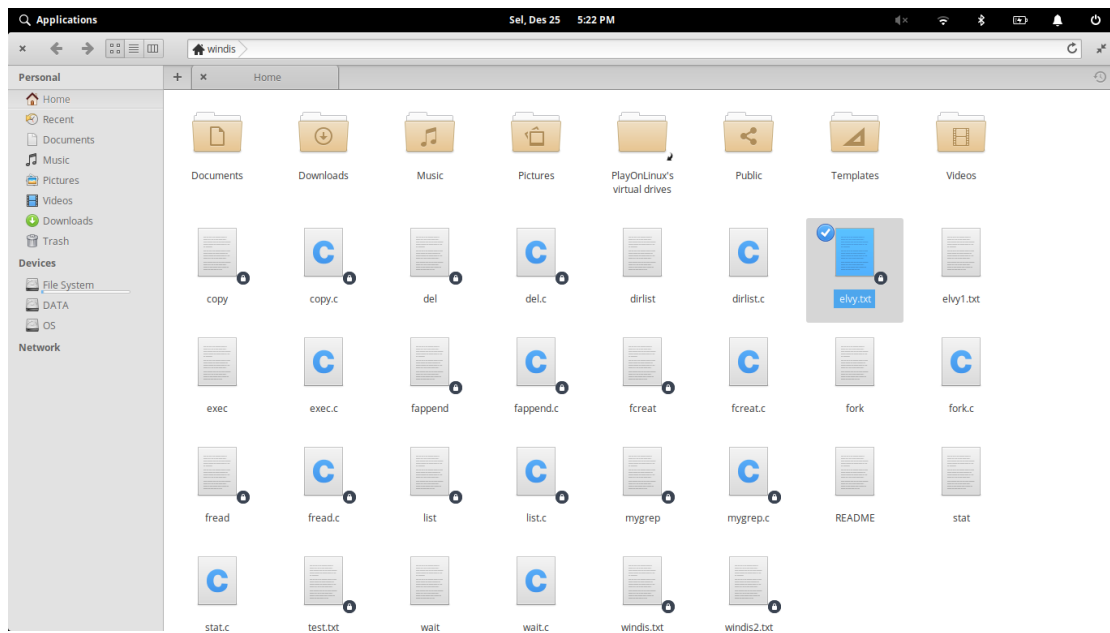 Applications
Sel, Des 25 5:22 PM
windis
Personal
Home
Home
Recent
Documents
Music
Pictures
Videos
Downloads
Trash
Devices
File System
DATA
OS
Network
Documents
Downloads
Music
Pictures
PlayOnLinux's
virtual drives
Public
Templates
Videos
copy
copy.c
del
del.c
dirlist
dirlist.c
elvy.txt
elvy1.txt
exec
exec.c
fappend
fappend.c
fcreat
fcreat.c
fork
fork.c
fread
fread.c
list
list.c
mygrep
mygrep.c
README
stat
stat.c
test.txt
wait
wait.c
windis.txt
windis2.txt